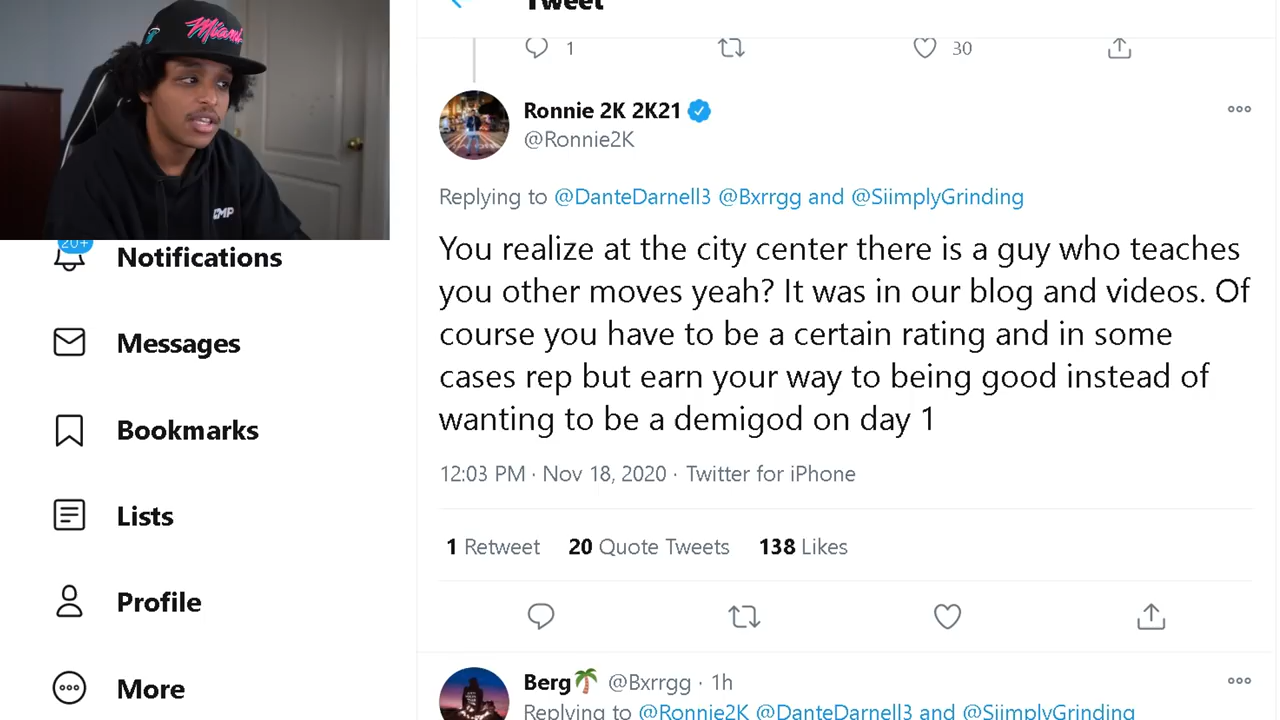 Tweet
1
30
Miami
Ronnie 2K 2K21
@Ronnie2K
Replying to @DanteDarnell3 @Bxrrgg and @SiimplyGrinding
You realize at the city center there is a guy who teaches
you other moves yeah? It was in our blog and videos. Of
course you have to be a certain rating and in some
cases rep but earn your way to being good instead of
wanting to be a demigod on day 1
12:03 PM · Nov 18, 2020 · Twitter for iPhone
1 Retweet 20 Quote Tweets 138 Likes
Berg @Bxrrgg · 1h
Replying to @Ronnie2K @DanteDarnell3 and @SiimplyGrinding
20+
Notifications
Messages
Bookmarks
Lists
Profile
More